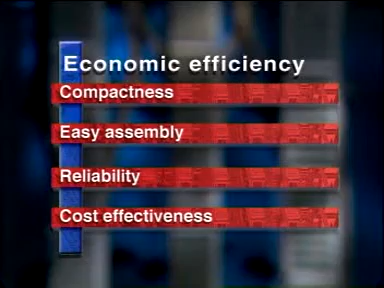 Economic efficiency
Compactness
Easy assembly
Reliability
Cost effectiveness